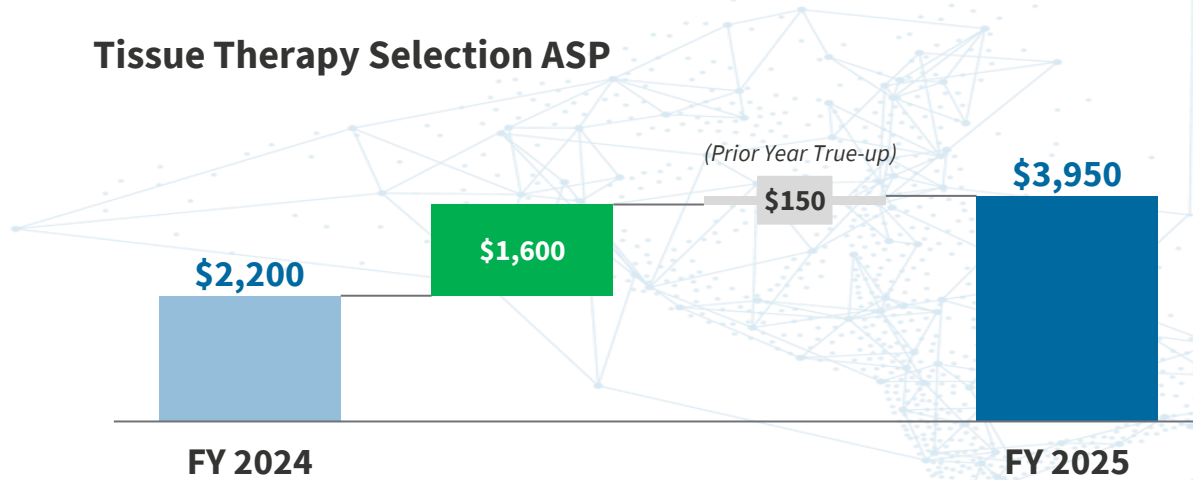 Tissue Therapy Selection ASP
(Prior Year True-up)
$3,950
$150
$1,600
$2,200
FY 2024
FY 2025